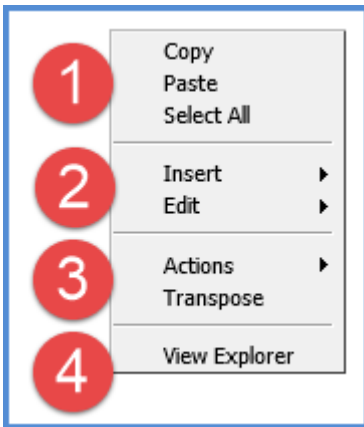 1
Copy
Paste
Select All
2
Insert
Edit
3
Actions
Transpose
4
View Explorer